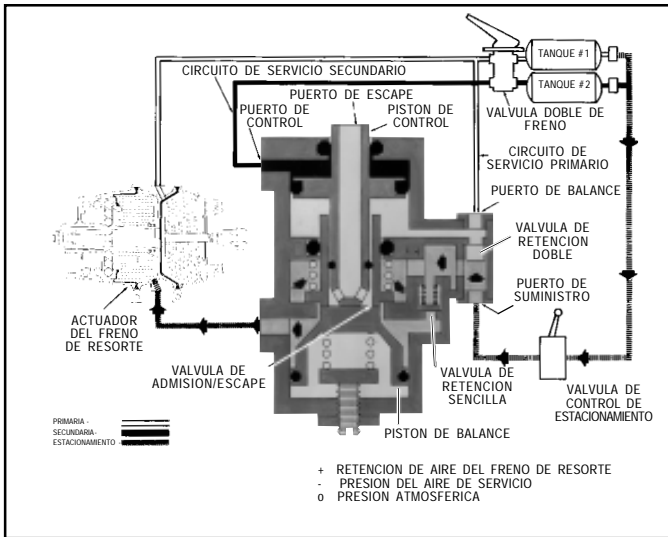 TANQUE #1
CIRCUITO DE SERVICIO SECUNDARIO
PUERTO DE ESCAPE
TANQUE #2
PUERTO DE
CONTROL
PISTON DE
CONTROL
VALVULA DOBLE DE
FRENO
CIRCUITO DE
SERVICIO PRIMARIO
PUERTO DE BALANCE
VALVULA DE
RETENCION
DOBLE
PUERTO DE
SUMINISTRO
ACTUADOR
DEL FRENO
DE RESORTE
VALVULA DE
ADMISION/ESCAPE
VALVULA DE
RETENCION
SENCILLA
VALVULA DE
CONTROL DE
ESTACIONAMIENTO
PRIMARIA -
SECUNDARIA-
ESTACIONAMIENTO -
PISTON DE BALANCE
+ RETENCION DE AIRE DEL FRENO DE RESORTE
- PRESION DEL AIRE DE SERVICIO
o PRESION ATMOSFERICA